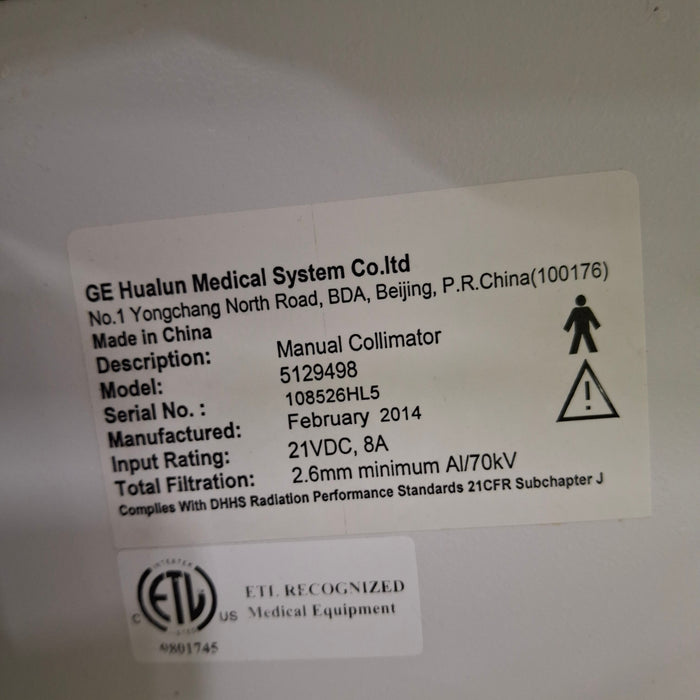 GE Hualun Medical System Co.ltd
No.1 Yongchang North Road, BDA, Beijing, P.R.China(100176)
Made in China
Description: Manual Collimator
Model: 5129498
Serial No. : 108526HL5
Manufactured: February 2014
Input Rating: 21VDC, 8A
Total Filtration: 2.6mm minimum Al/70kV
Complies With DHHS Radiation Performance Standards 21CFR Subchapter J
INTERTEK
C ETL US
ETL RECOGNIZED
Medical Equipment
9801745